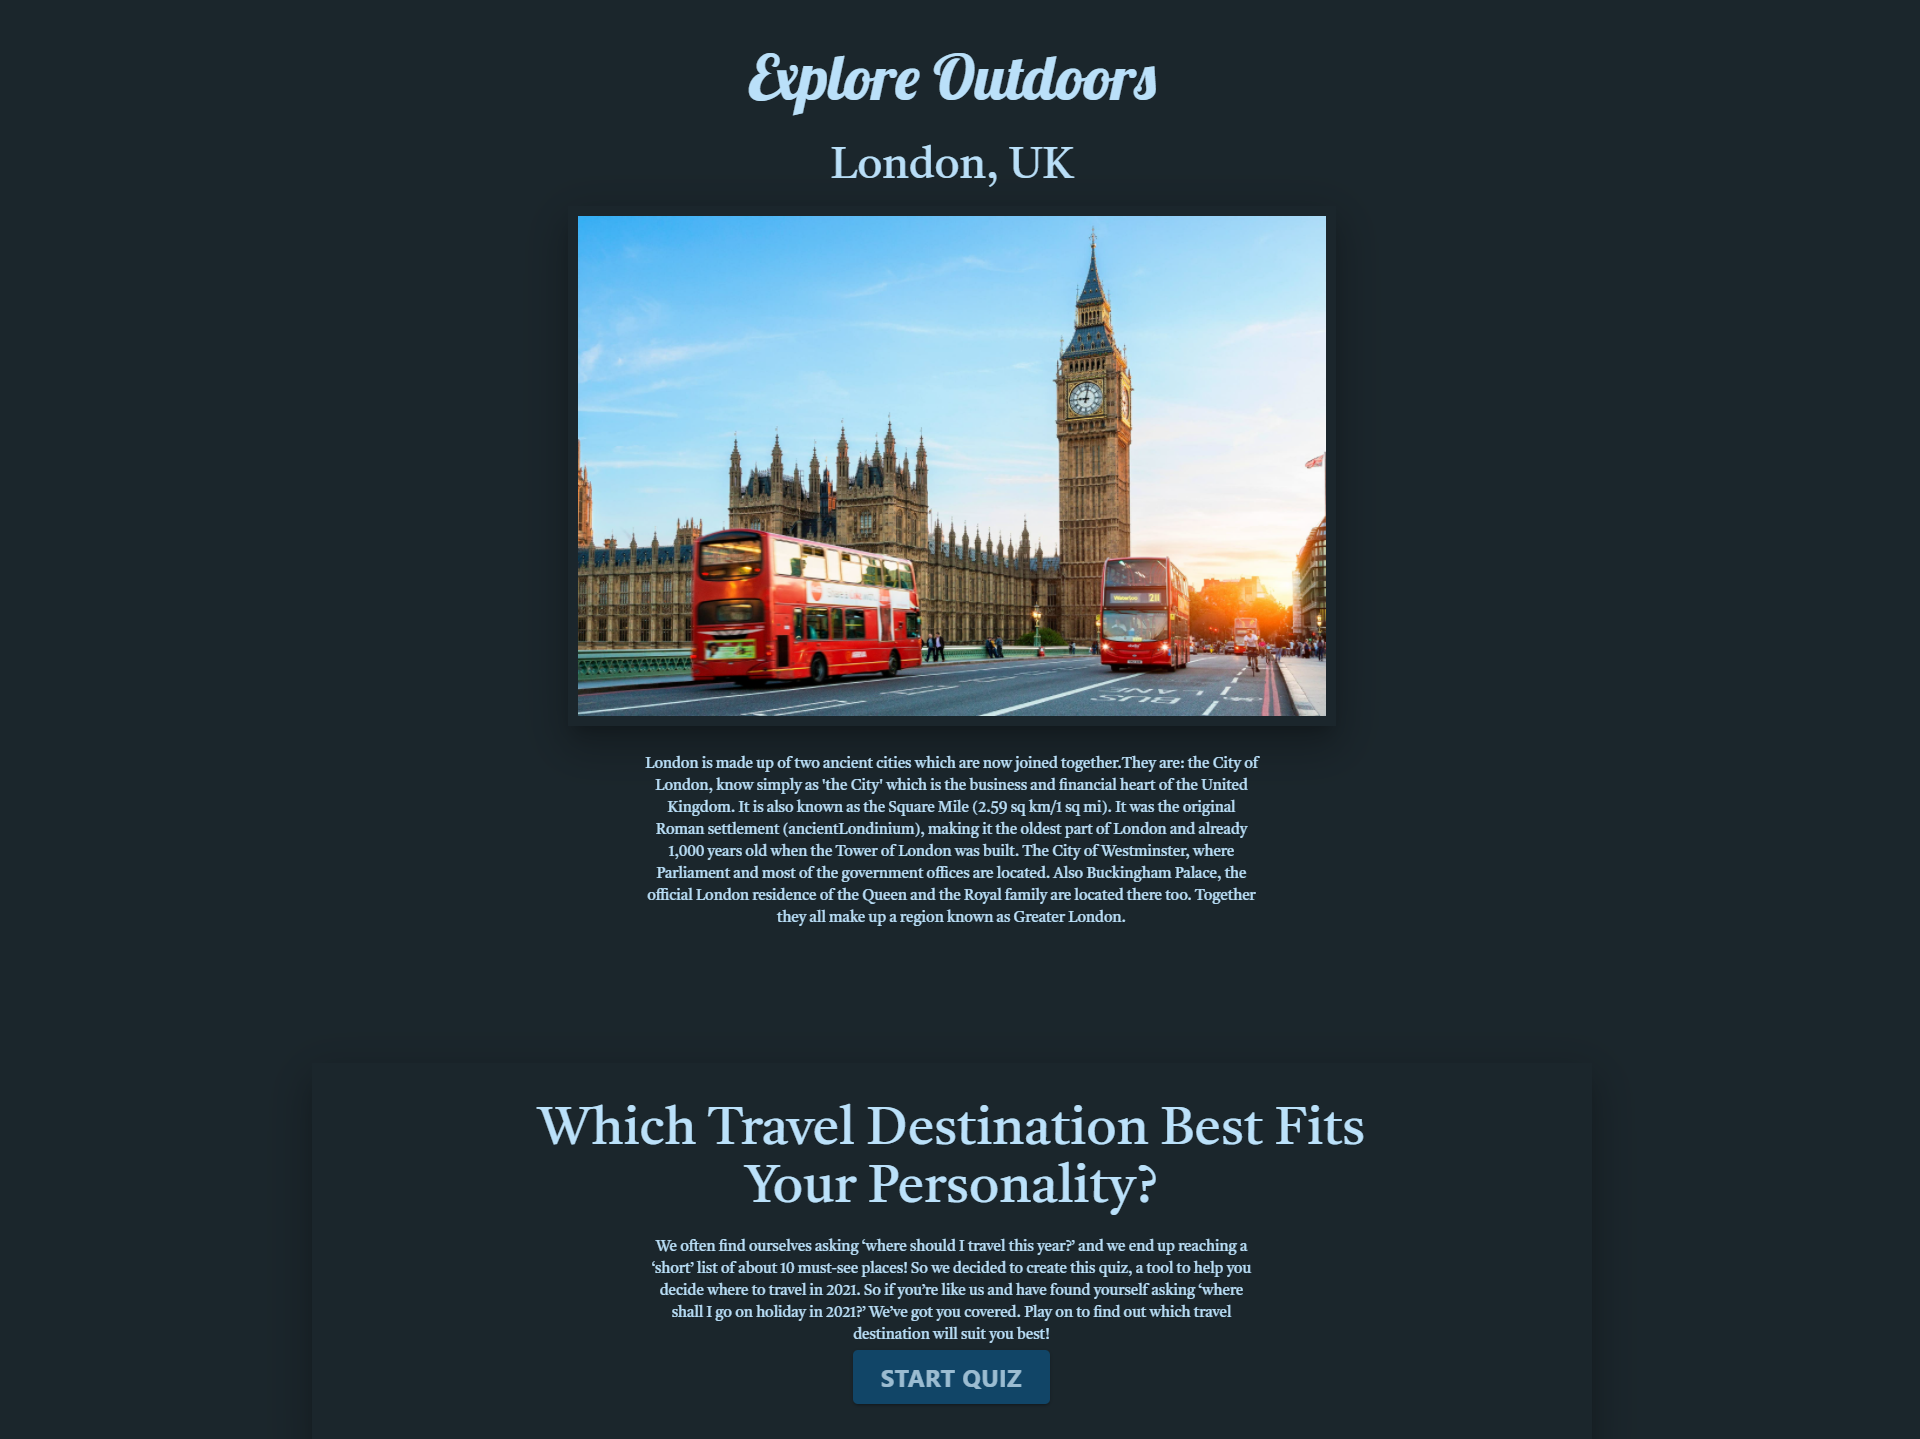 Explore Outdoors
London, UK
211
BUS
LANE
London is made up of two ancient cities which are now joined together.They are: the City of
London, know simply as 'the City' which is the business and financial heart of the United
Kingdom. It is also known as the Square Mile (2.59 sq km/1 sq mi). It was the original
Roman settlement (ancientLondinium), making it the oldest part of London and already
1,000 years old when the Tower of London was built. The City of Westminster, where
Parliament and most of the government offices are located. Also Buckingham Palace, the
official London residence of the Queen and the Royal family are located there too. Together
they all make up a region known as Greater London.
Which Travel Destination Best Fits
Your Personality?
We often find ourselves asking ‘where should I travel this year?’ and we end up reaching a
‘short’ list of about 10 must-see places! So we decided to create this quiz, a tool to help you
decide where to travel in 2021. So if you’re like us and have found yourself asking ‘where
shall I go on holiday in 2021?’ We’ve got you covered. Play on to find out which travel
destination will suit you best!
START QUIZ